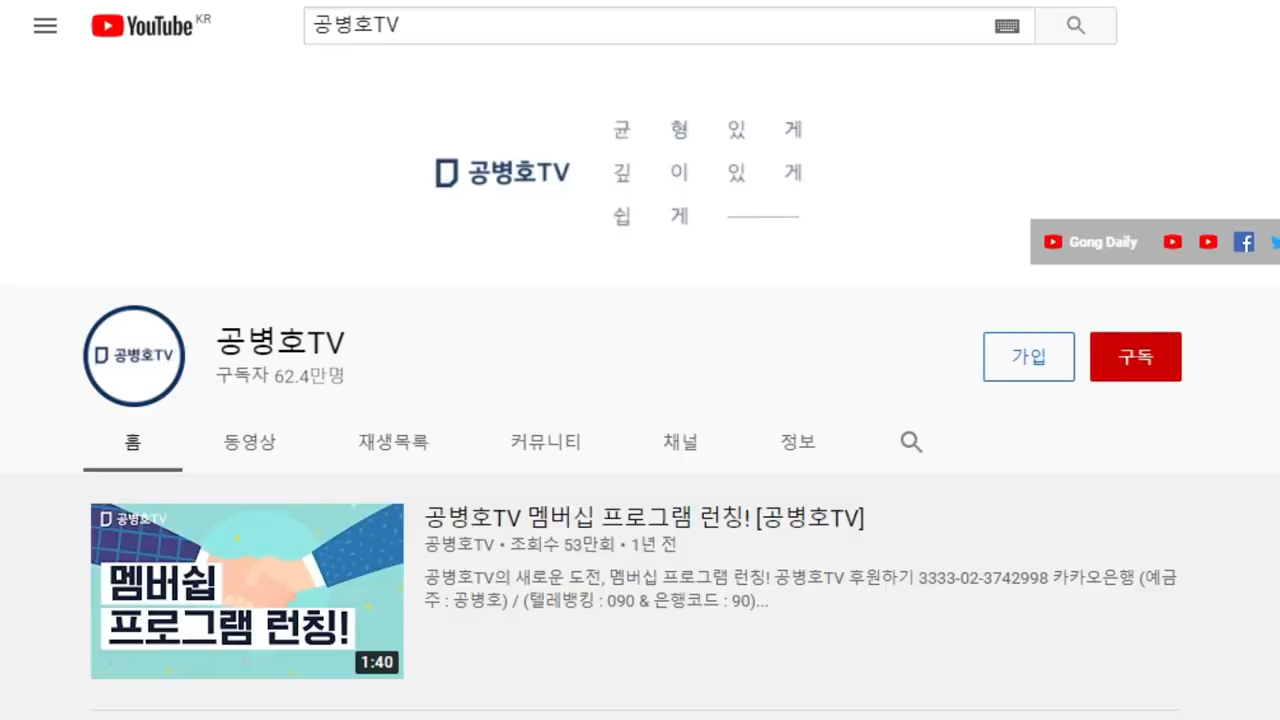 YouTube KR
공병호TV
공병호TV
균 형 있 게
깊 이 있 게
쉽 게
Gong Daily
공병호TV
공병호TV
구독자 62.4만명
가입
구독
홈
동영상
재생목록
커뮤니티
채널
정보
공병호TV
멤버쉽
프로그램 런칭!
1:40
공병호TV 멤버십 프로그램 런칭! [공병호TV]
공병호TV • 조회수 53만회 • 1년 전
공병호TV의 새로운 도전, 멤버십 프로그램 런칭! 공병호TV 후원하기 3333-02-3742998 카카오은행 (예금
주 : 공병호) / (텔레뱅킹 : 090 & 은행코드 : 90)...